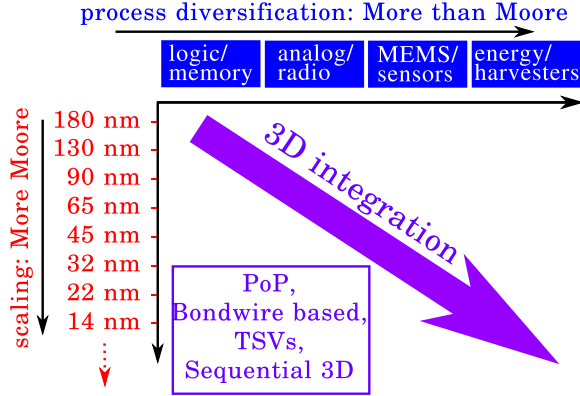 process diversification: More than Moore
logic/
memory
analog/
radio
MEMS/
sensors
energy/
harvesters
scaling: More Moore
180 nm
130 nm
90 nm
65 nm
45 nm
32 nm
22 nm
14 nm
3D integration
PoP,
Bondwire based,
TSVs,
Sequential 3D